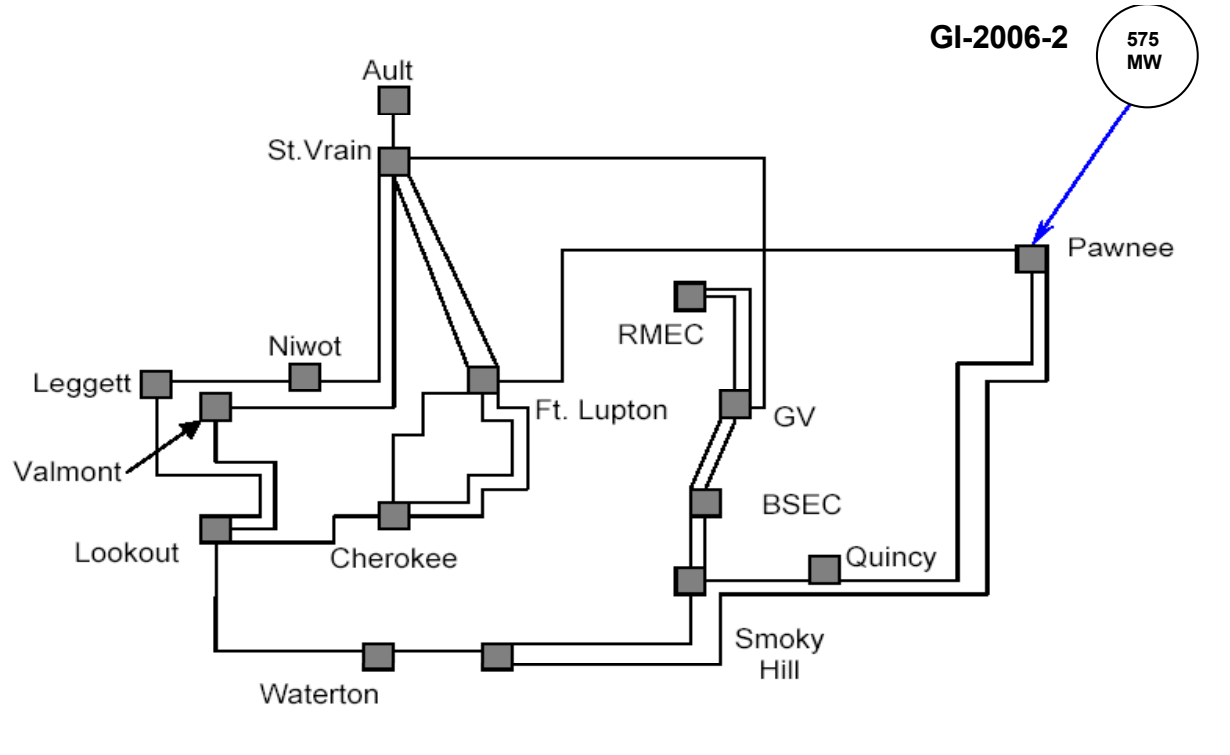 GI-2006-2
575
MW
Ault
St.Vrain
Pawnee
RMEC
Niwot
Leggett
Ft. Lupton
GV
Valmont
BSEC
Lookout
Cherokee
Quincy
Smoky
Hill
Waterton